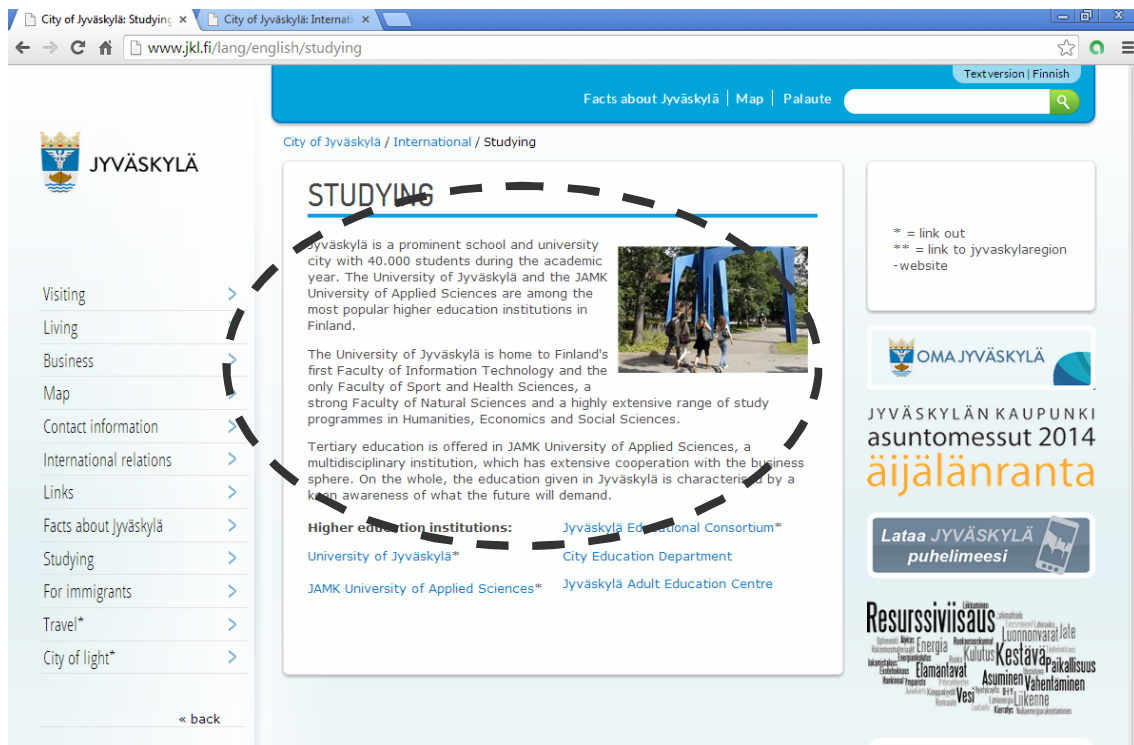 City of Jyväskylä: Studying
City of Jyväskylä: Internati
www.jkl.fi/lang/english/studying
Text version | Finnish
Facts about Jyväskylä | Map | Palaute
City of Jyväskylä / International / Studying
JYVÄSKYLÄ
Visiting
Living
Business
Map
Contact information
International relations
Links
Facts about Jyväskylä
Studying
For immigrants
Travel*
City of light*
« back
STUDYING
Jyväskylä is a prominent school and university
city with 40.000 students during the academic
year. The University of Jyväskylä and the JAMK
University of Applied Sciences are among the
most popular higher education institutions in
Finland.
The University of Jyväskylä is home to Finland's
first Faculty of Information Technology and the
only Faculty of Sport and Health Sciences, a
strong Faculty of Natural Sciences and a highly extensive range of study
programmes in Humanities, Economics and Social Sciences.
Tertiary education is offered in JAMK University of Applied Sciences, a
multidisciplinary institution, which has extensive cooperation with the business
sphere. On the whole, the education given in Jyväskylä is characterised by a
keen awareness of what the future will demand.
Higher education institutions:
University of Jyväskylä*
JAMK University of Applied Sciences*
Jyväskylä Educational Consortium*
City Education Department
Jyväskylä Adult Education Centre
* = link out
** = link to jyvaskylaregion
-website
OMA JYVÄSKYLÄ
JYVÄSKYLÄN KAUPUNKI
asuntomessut 2014
äijälänranta
Lataa JYVÄSKYLÄ
puhelimeesi
Resurssiviisaus
Liikkuminen
Luonnonvarat Jate
Energia
Kulutus Kestävä Paikallisuus
Elämäntavat
Asuminen Vähentäminen
Vesi
Liikenne
Kierrätys